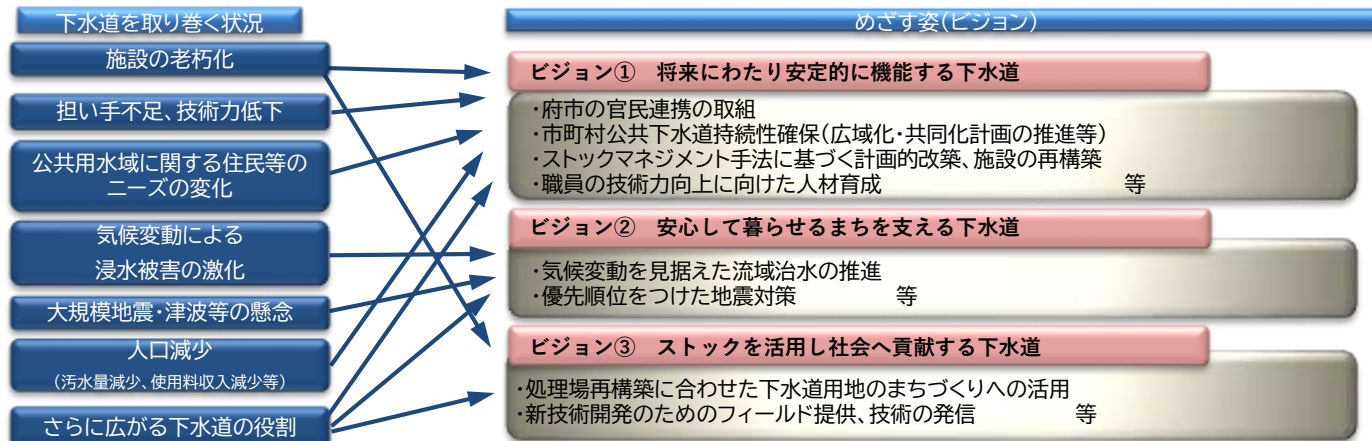 下水道を取り巻く状況
施設の老朽化
担い手不足、技術力低下
公共用水域に関する住民等の
ニーズの変化
気候変動による
浸水被害の激化
大規模地震・津波等の懸念
人口減少
(汚水量減少、使用料収入減少等)
さらに広がる下水道の役割
めざす姿(ビジョン)
ビジョン① 将来にわたり安定的に機能する下水道
・府市の官民連携の取組
・市町村公共下水道持続性確保(広域化・共同化計画の推進等)
・ストックマネジメント手法に基づく計画的改築、施設の再構築
・職員の技術力向上に向けた人材育成 等
ビジョン② 安心して暮らせるまちを支える下水道
・気候変動を見据えた流域治水の推進
・優先順位をつけた地震対策 等
ビジョン③ ストックを活用し社会へ貢献する下水道
・処理場再構築に合わせた下水道用地のまちづくりへの活用
・新技術開発のためのフィールド提供、技術の発信 等